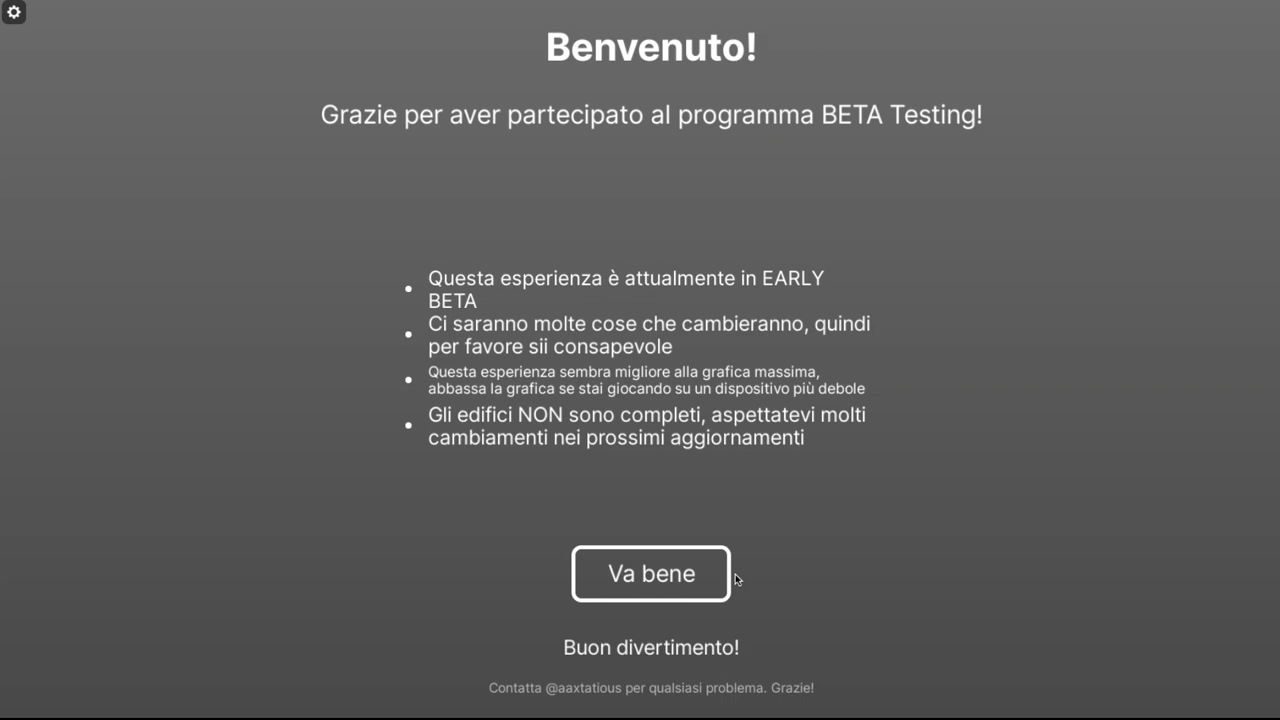 Benvenuto!
Grazie per aver partecipato al programma BETA Testing!
Questa esperienza è attualmente in EARLY
BETA
Ci saranno molte cose che cambieranno, quindi
per favore sii consapevole
Questa esperienza sembra migliore alla grafica massima,
abbassa la grafica se stai giocando su un dispositivo più debole
Gli edifici NON sono completi, aspettatevi molti
cambiamenti nei prossimi aggiornamenti
Va bene
Buon divertimento!
Contatta @aaxtatious per qualsiasi problema. Grazie!